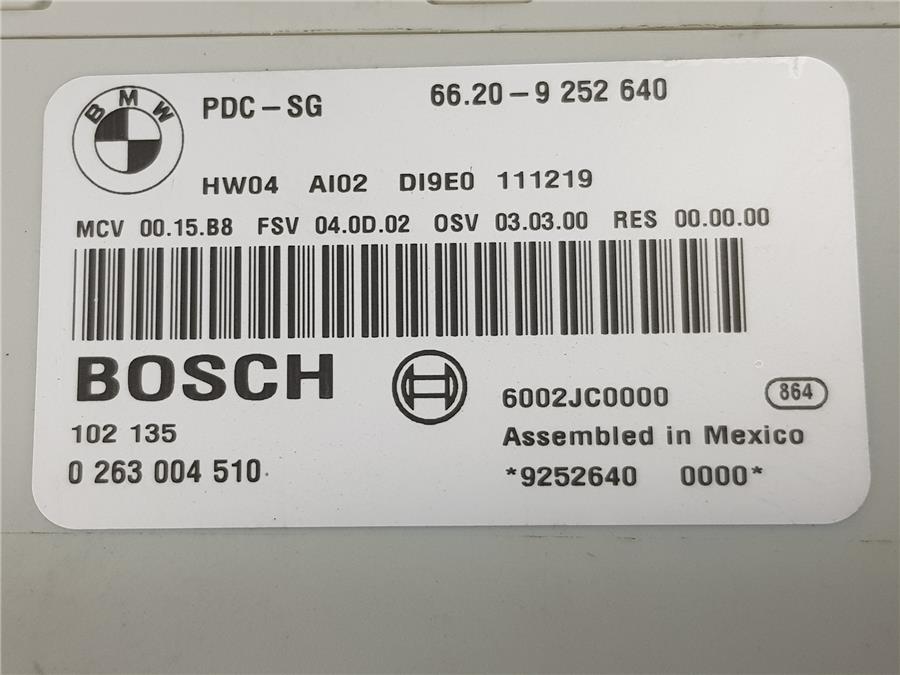 BMW
PDC-SG 66.20-9 252 640
HW04 AI02 DI9E0 111219
MCV 00.15.B8 FSV 04.0D.02 OSV 03.03.00 RES 00.00.00
BOSCH
6002JC0000 864
102 135 Assembled in Mexico
0 263 004 510 *9252640 0000*